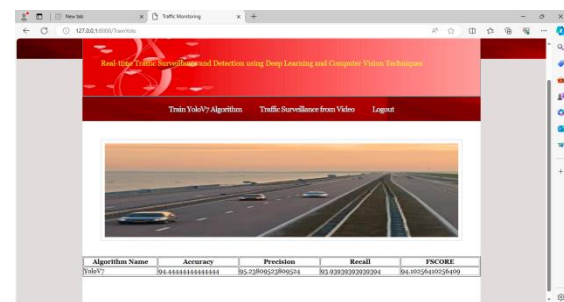 New tab
Traffic Monitoring
127.0.0.1:8000/TrainYolo
Real-time Traffic Surveillance and Detection using Deep Learning and Computer Vision Techniques
Train YoloV7 Algorithm Traffic Surveillance from Video Logout
Algorithm Name Accuracy Precision Recall FSCORE
YoloV7 94.44444444444444 95.23809523809524 93.93939393939394 94.10256410256409